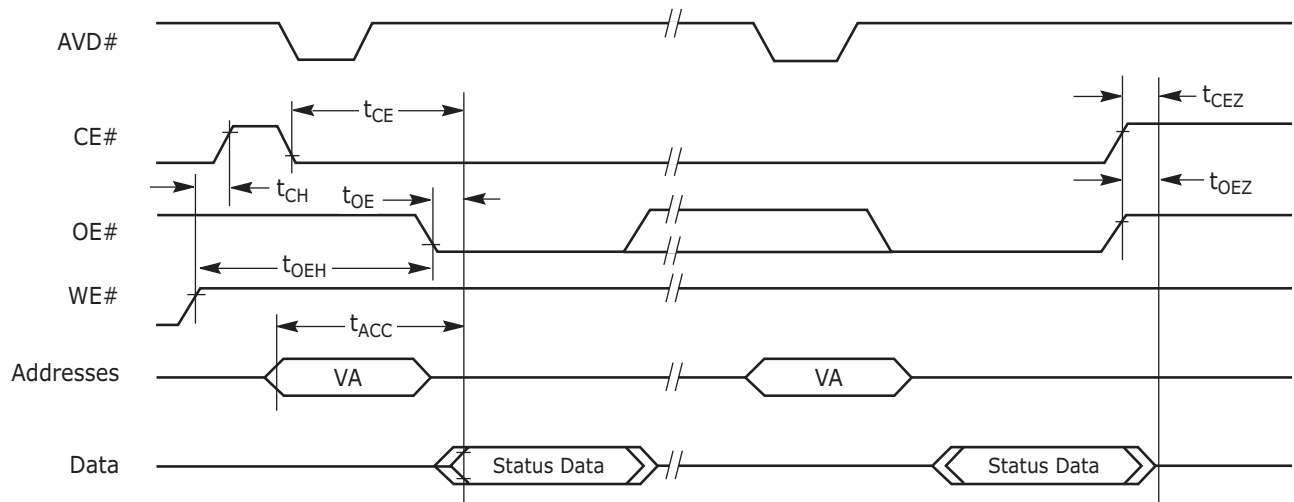 AVD#
tCEZ
tCE
CE#
tCH
tOE
tOEZ
OE#
tOEH
WE#
tACC
Addresses
VA
VA
Data
Status Data
Status Data